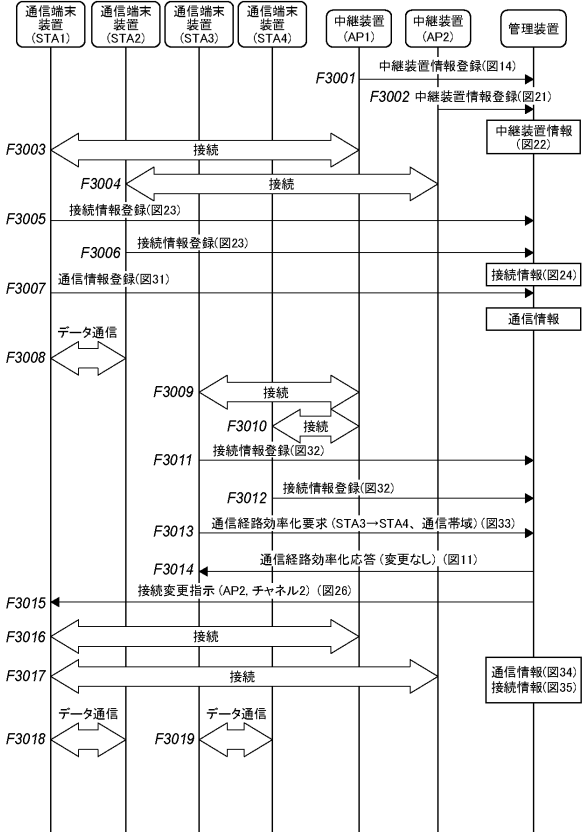 通信端末
装置
(STA1)
通信端末
装置
(STA2)
通信端末
装置
(STA3)
通信端末
装置
(STA4)
中継装置
(AP1)
中継装置
(AP2)
管理装置
F3001 中継装置情報登録(図14)
F3002 中継装置情報登録(図21)
中継装置情報
(図22)
F3003 接続
F3004 接続
F3005 接続情報登録(図23)
F3006 接続情報登録(図23)
接続情報(図24)
F3007 通信情報登録(図31)
通信情報
F3008 データ通信
F3009 接続
F3010 接続
F3011 接続情報登録(図32)
F3012 接続情報登録(図32)
F3013 通信経路効率化要求(STA3→STA4、通信帯域)(図33)
F3014 通信経路効率化応答(変更なし)(図11)
F3015 接続変更指示(AP2, チャネル2)(図26)
F3016 接続
F3017 接続
通信情報(図34)
接続情報(図35)
F3018 データ通信
F3019 データ通信